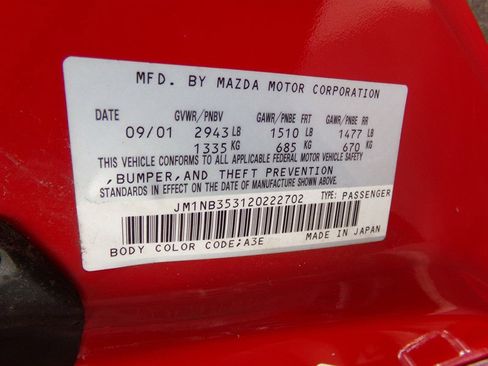 MFD. BY MAZDA MOTOR CORPORATION
DATE GVWR/PNBV GAWR/PNBE FRT GAWR/PNBE RR
09/01 2943 LB 1510 LB 1477 LB
1335 KG 685 KG 670 KG
THIS VEHICLE CONFORMS TO ALL APPLICABLE FEDERAL MOTOR VEHICLE SAFETY
,BUMPER,AND THEFT PREVENTION
STANDARDS IN EFFECT ON THE DATE OF MANUFACTURE SHOWN ABOVE.
JM1NB353120222702 TYPE: PASSENGER
BODY COLOR CODE;A3E MADE IN JAPAN